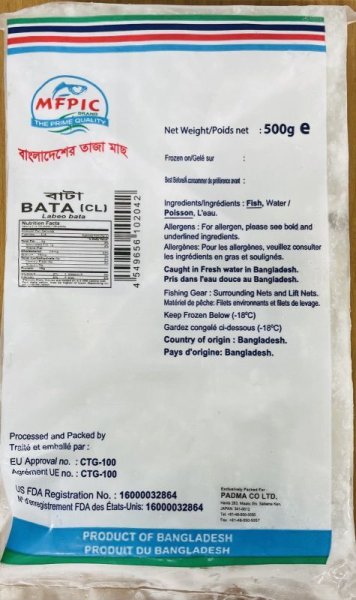 MFPIC
BRAND
THE PRIME QUALITY
বাংলাদেশের তাজা মাছ
বাটা
BATA (CL)
Labeo bata
Nutrition Facts
4 549656 102042
Net Weight/Poids net : 500g e
Frozen on/Gelé sur :
Best Before/A consommer de préférence avant :
Ingredients/Ingrédients : Fish, Water /
Poisson, L'eau.
Allergens : For allergen, please see bold and
underlined ingredients.
Allergènes: Pour les allergènes, veuillez consulter
les ingrédients en gras et soulignés.
Caught in Fresh water in Bangladesh.
Pris dans l'eau douce au Bangladesh.
Fishing Gear : Surrounding Nets and Lift Nets.
Matériel de pêche: Filets environnants et filets de levage.
Keep Frozen Below (-18°C)
Gardez congelé ci-dessous (-18°C)
Country of origin : Bangladesh.
Pays d'origine: Bangladesh.
Processed and Packed by
Traité et emballé par :
EU Approval no. : CTG-100
Agrément UE no. : CTG-100
US FDA Registration No. : 16000032864
N° d'enregistrement FDA des États-Unis: 16000032864
Exclusively Packed For:
PADMA CO LTD.
PRODUCT OF BANGLADESH
PRODUIT DU BANGLADESH